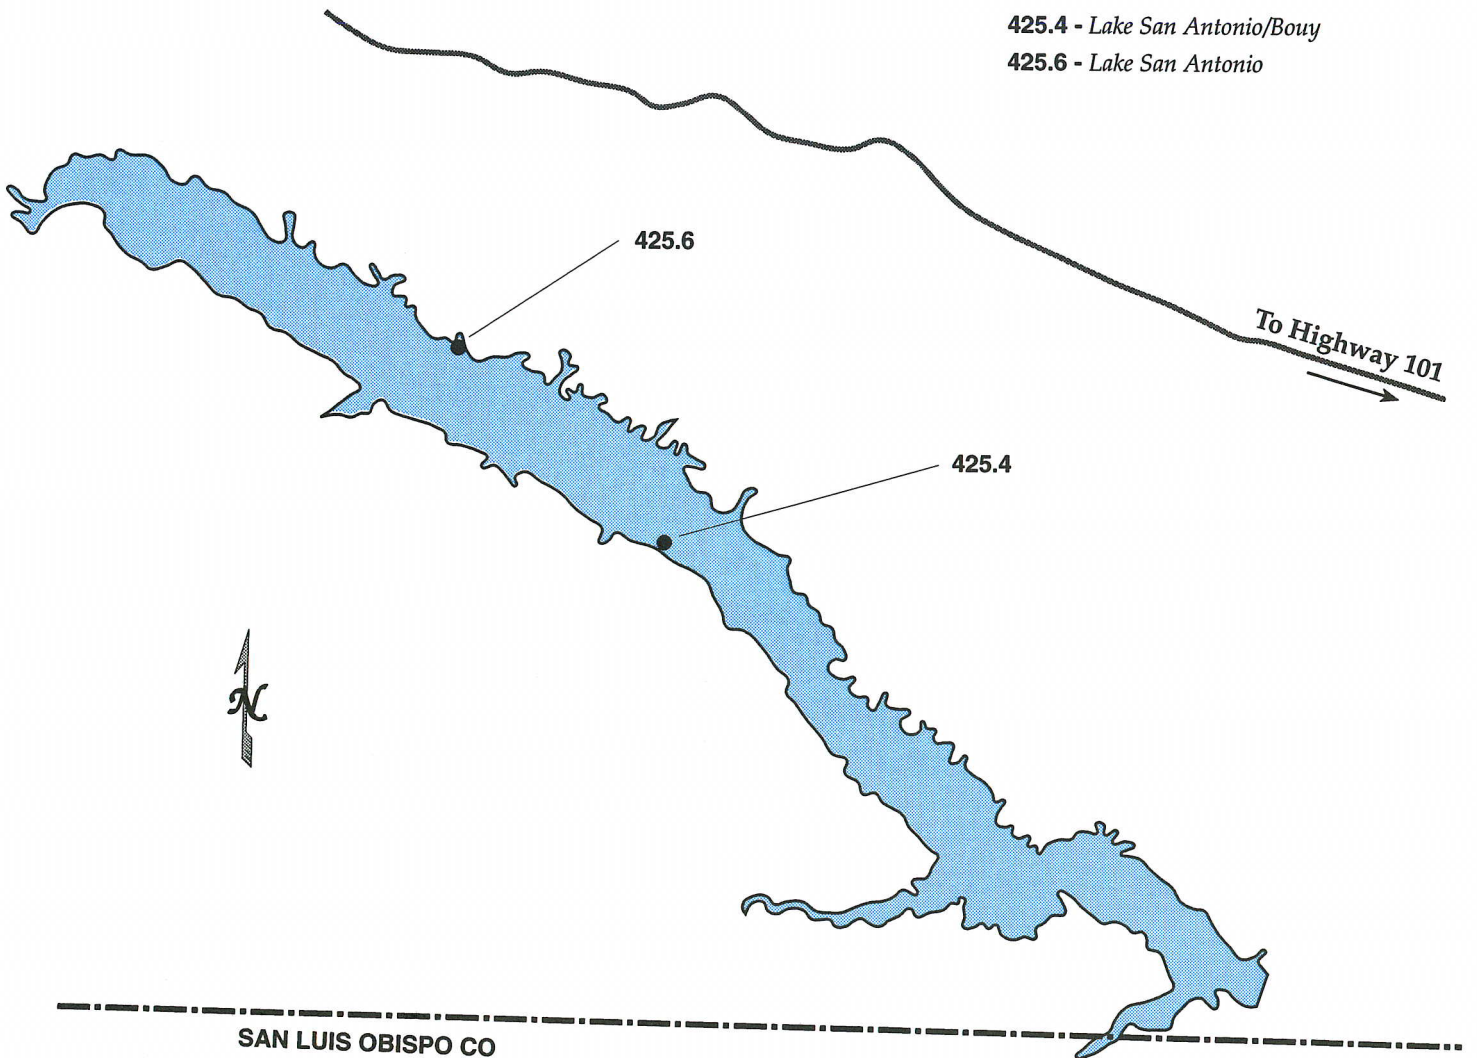 425.4 - Lake San Antonio/Bouy
425.6 - Lake San Antonio
425.6
To Highway 101
425.4
N
SAN LUIS OBISPO CO